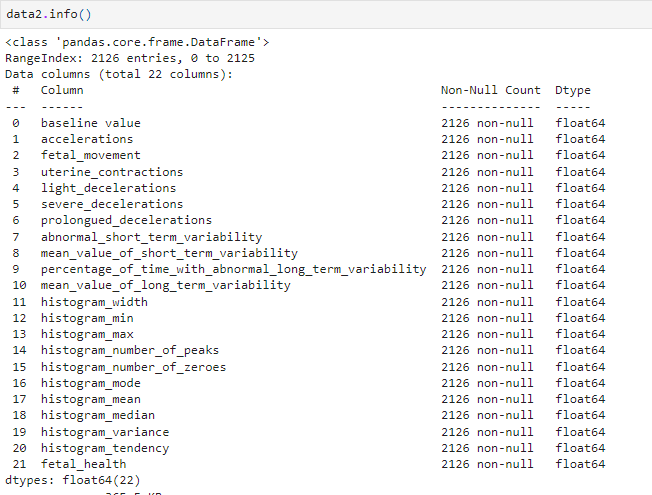 data2.info()
<class 'pandas.core.frame.DataFrame'>
RangeIndex: 2126 entries, 0 to 2125
Data columns (total 22 columns):
 #   Column                                                  Non-Null Count  Dtype
---  ------                                                  --------------  -----
 0   baseline value                                          2126 non-null   float64
 1   accelerations                                           2126 non-null   float64
 2   fetal_movement                                          2126 non-null   float64
 3   uterine_contractions                                    2126 non-null   float64
 4   light_decelerations                                     2126 non-null   float64
 5   severe_decelerations                                    2126 non-null   float64
 6   prolongued_decelerations                                2126 non-null   float64
 7   abnormal_short_term_variability                         2126 non-null   float64
 8   mean_value_of_short_term_variability                    2126 non-null   float64
 9   percentage_of_time_with_abnormal_long_term_variability  2126 non-null   float64
 10  mean_value_of_long_term_variability                     2126 non-null   float64
 11  histogram_width                                         2126 non-null   float64
 12  histogram_min                                           2126 non-null   float64
 13  histogram_max                                           2126 non-null   float64
 14  histogram_number_of_peaks                               2126 non-null   float64
 15  histogram_number_of_zeroes                              2126 non-null   float64
 16  histogram_mode                                          2126 non-null   float64
 17  histogram_mean                                          2126 non-null   float64
 18  histogram_median                                        2126 non-null   float64
 19  histogram_variance                                      2126 non-null   float64
 20  histogram_tendency                                      2126 non-null   float64
 21  fetal_health                                            2126 non-null   float64
dtypes: float64(22)